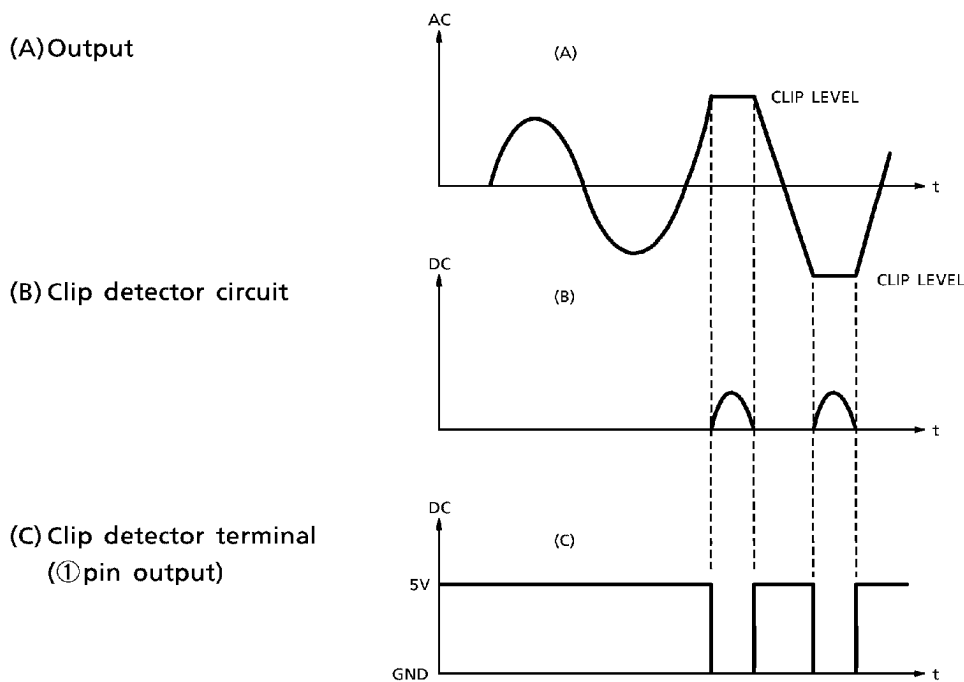 (A) Output
AC
(A)
CLIP LEVEL
t
CLIP LEVEL
(B) Clip detector circuit
DC
(B)
t
(C) Clip detector terminal
(①pin output)
DC
(C)
5V
GND
t